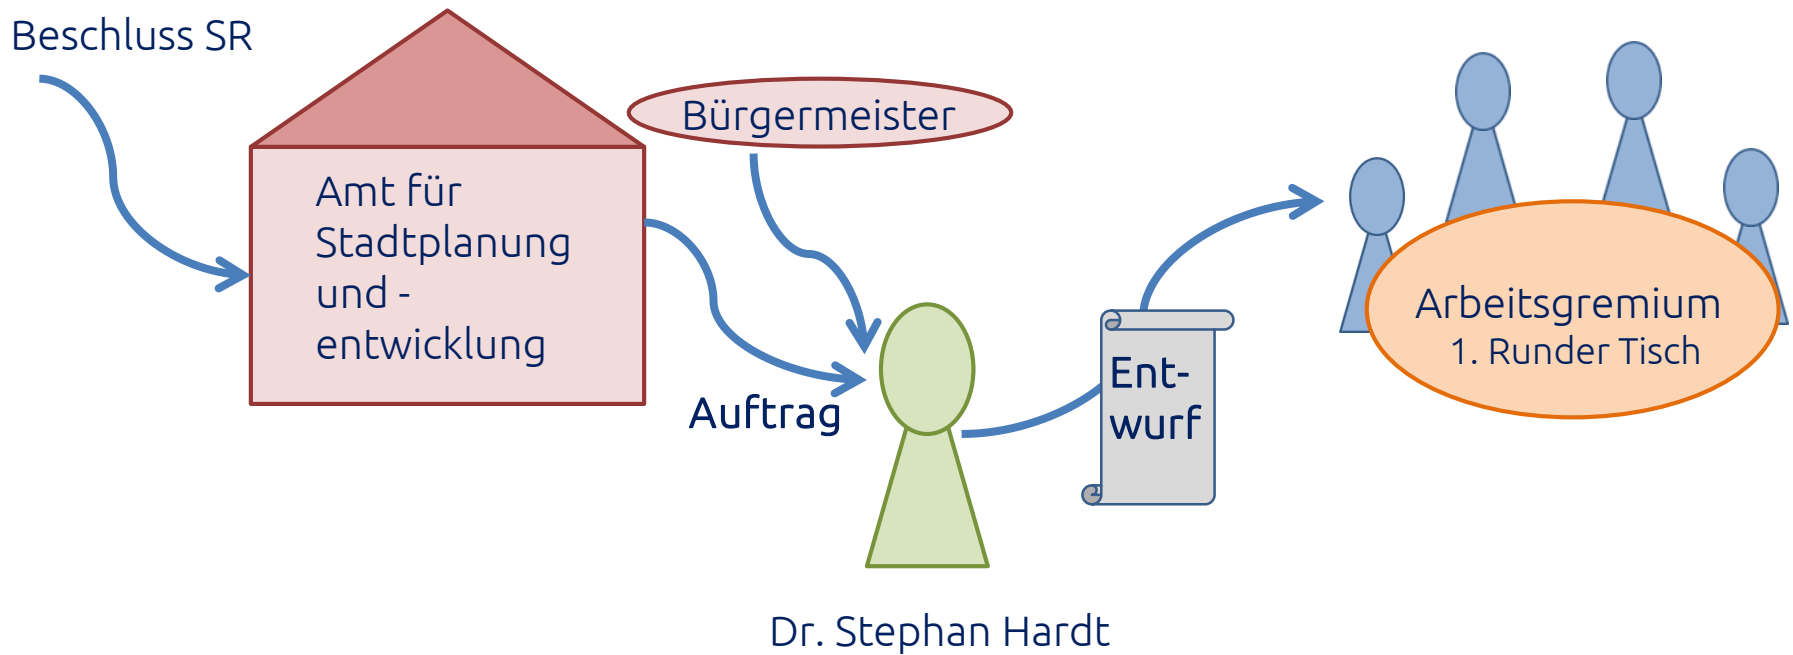 Beschluss SR
Bürgermeister
Amt für
Stadtplanung
und -
entwicklung
Auftrag
Ent-
wurf
Arbeitsgremium
1. Runder Tisch
Dr. Stephan Hardt